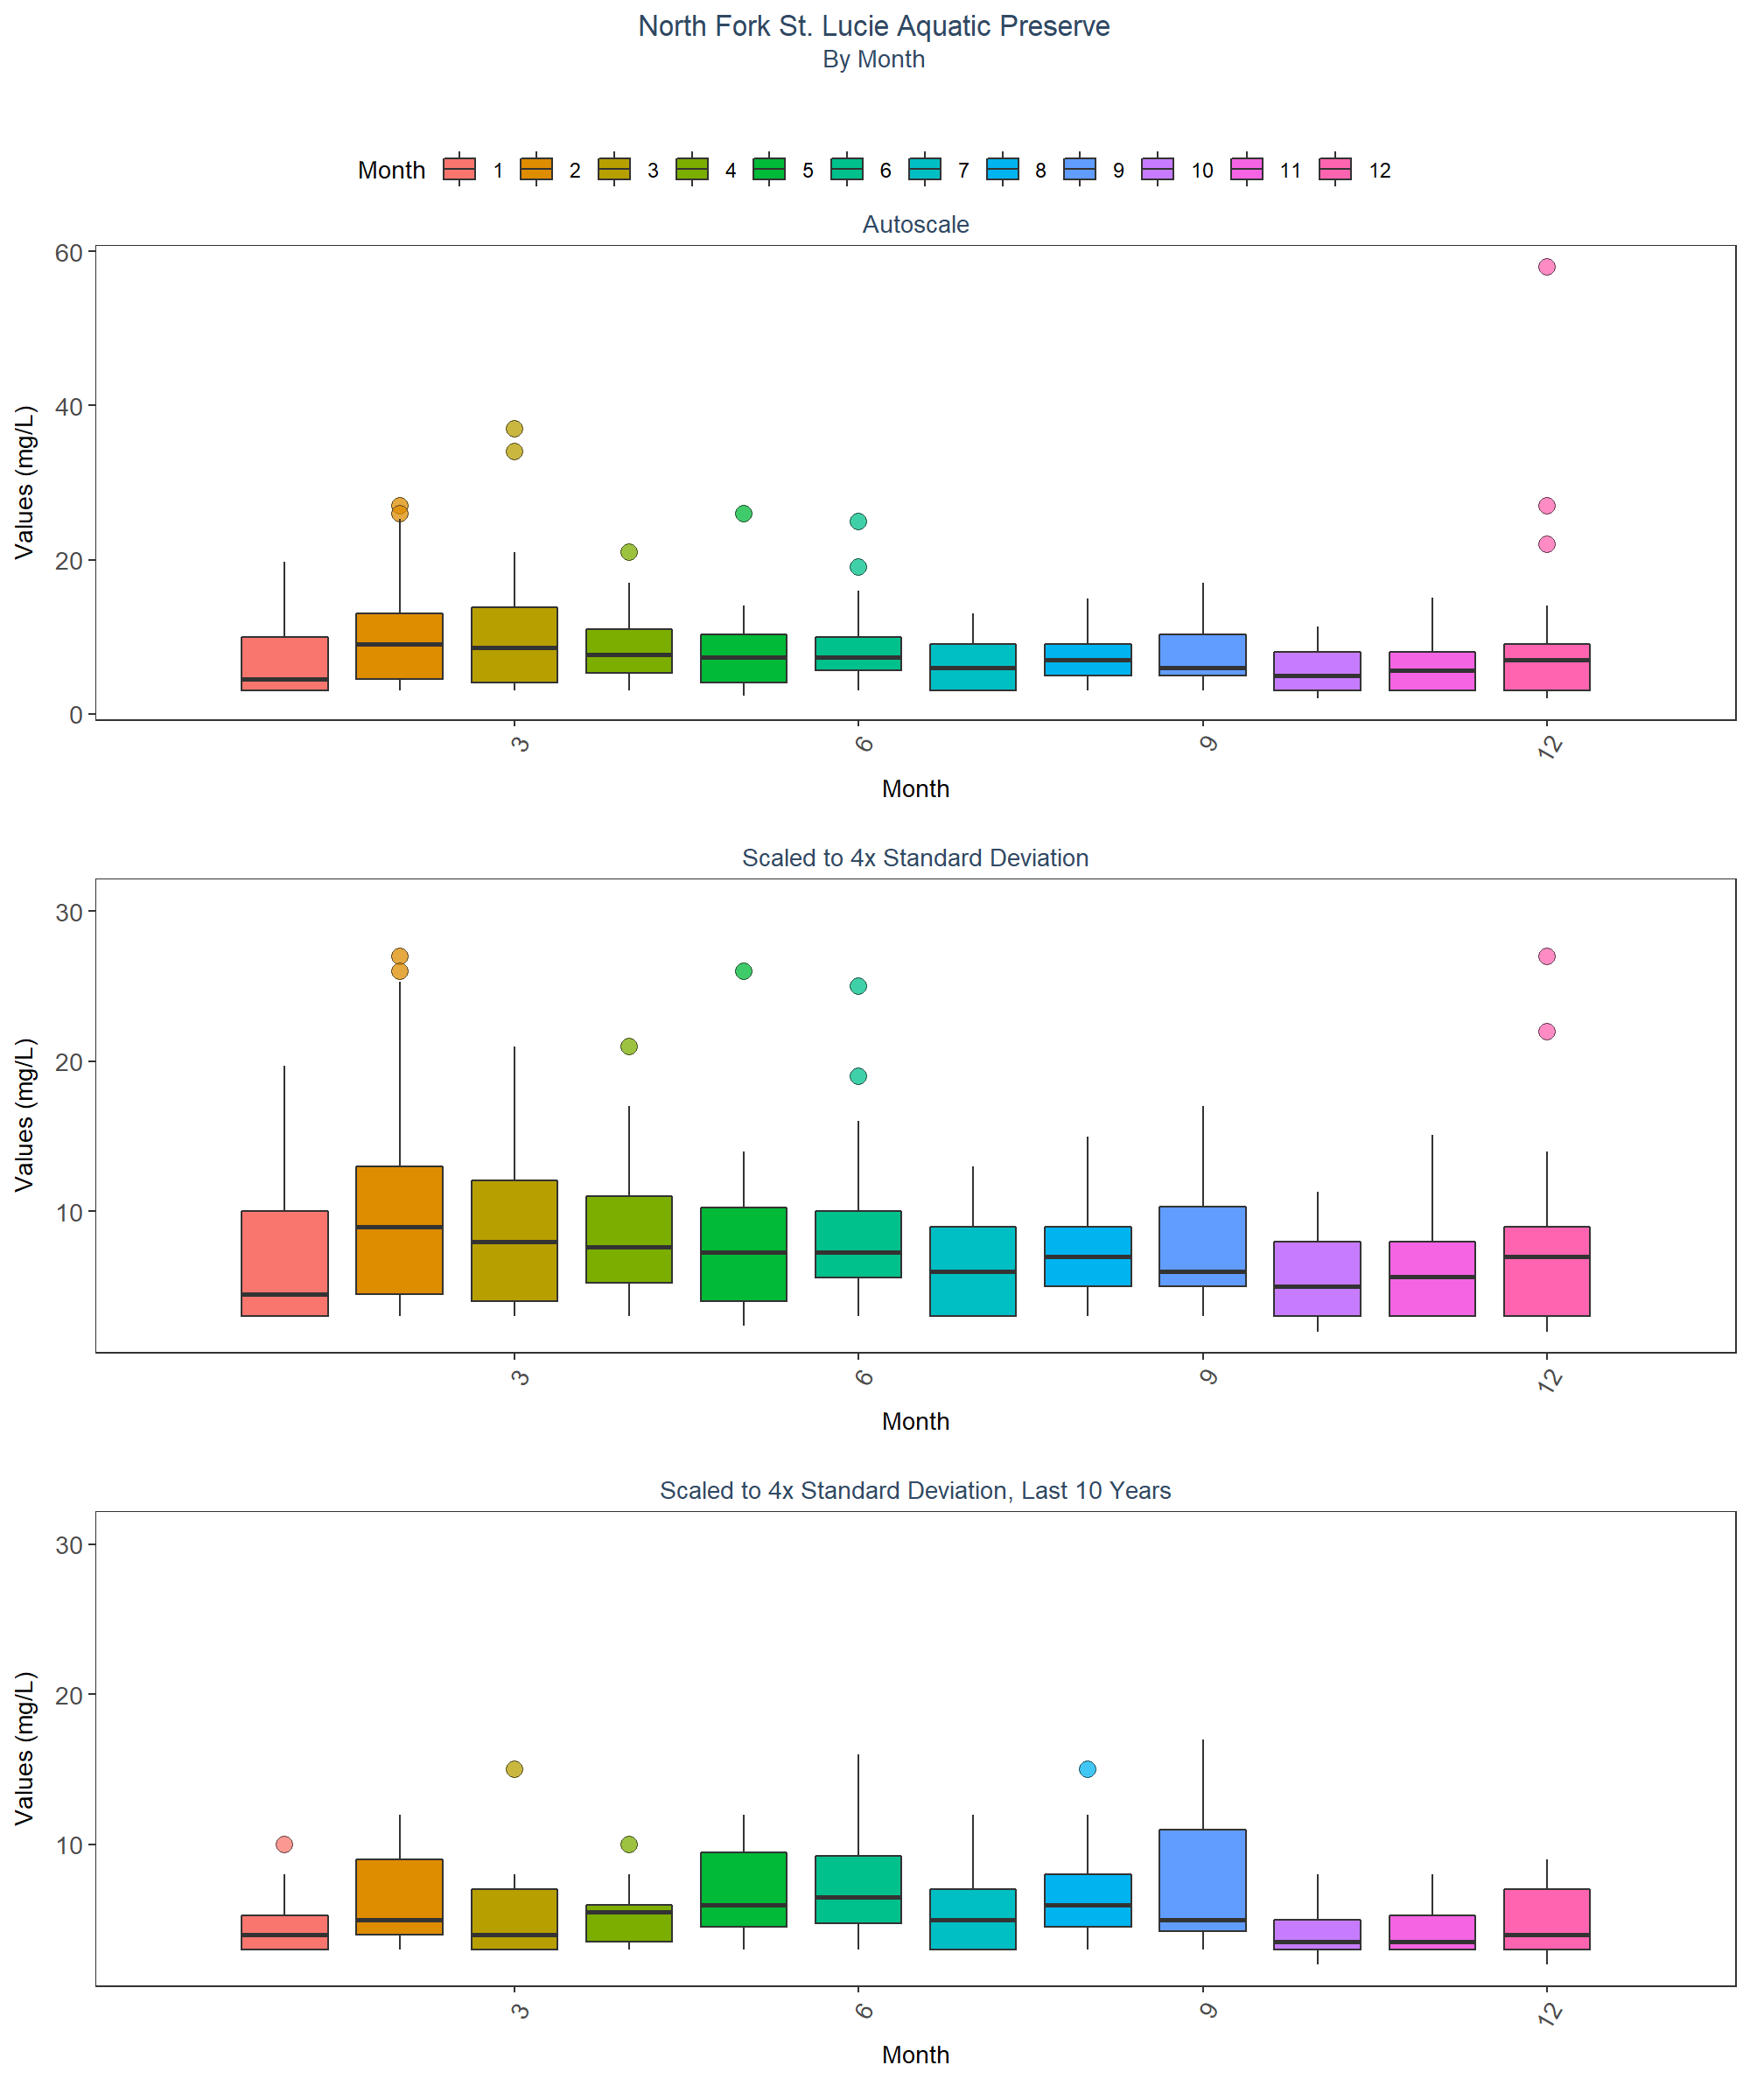 North Fork St. Lucie Aquatic Preserve
By Month
Month 1 2 3 4 5 6 7 8 9 10 11 12
Autoscale
Values (mg/L)
60
40
20
0
3 6 9 12
Month
Scaled to 4x Standard Deviation
Values (mg/L)
30
20
10
3 6 9 12
Month
Scaled to 4x Standard Deviation, Last 10 Years
Values (mg/L)
30
20
10
3 6 9 12
Month